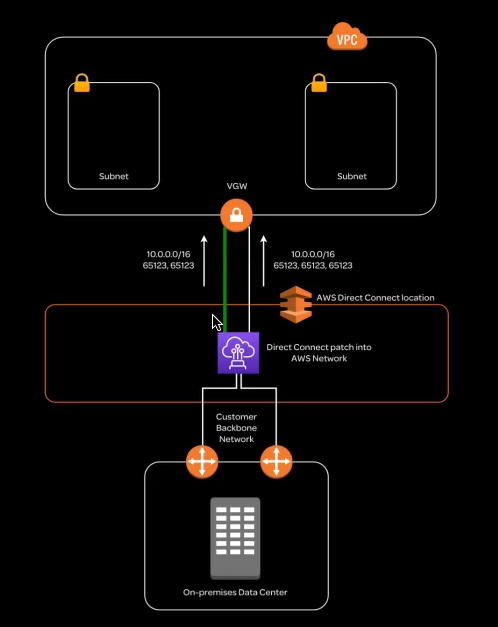 VPC
Subnet
Subnet
VGW
10.0.0.0/16
65123, 65123
10.0.0.0/16
65123, 65123, 65123
AWS Direct Connect location
Direct Connect patch into
AWS Network
Customer
Backbone
Network
On-premises Data Center